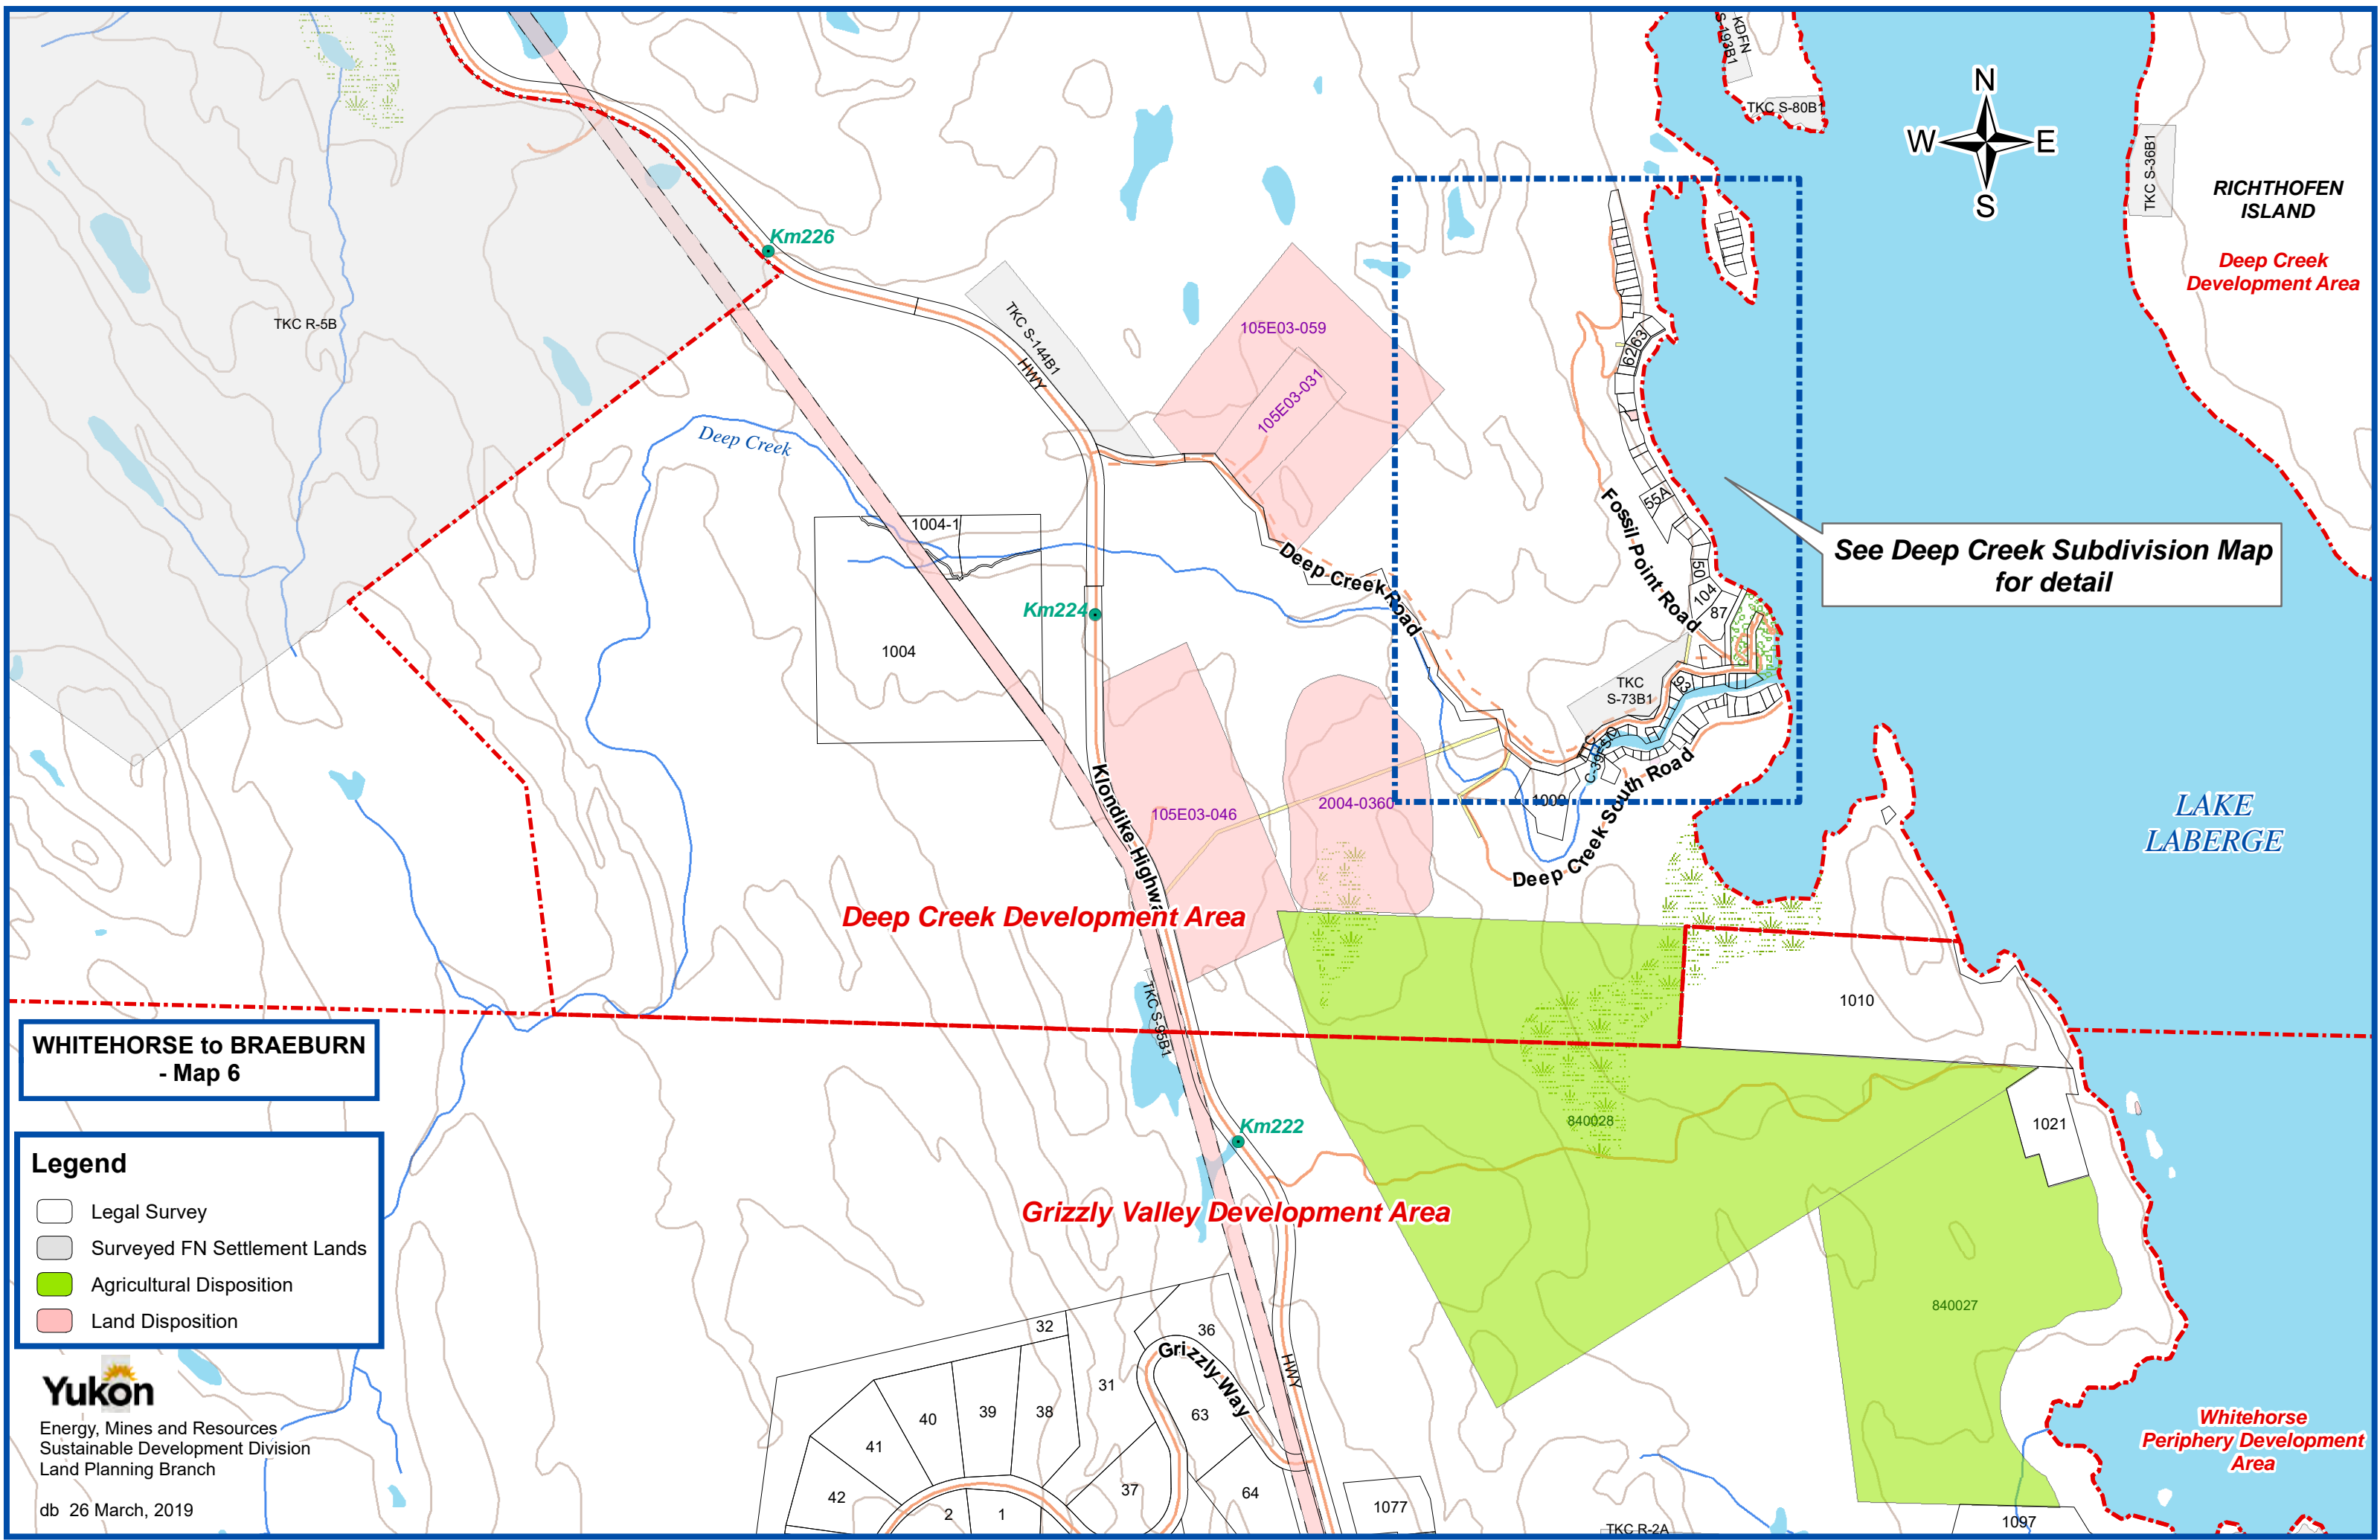 KDFN
S-193B1
TKC S-80B1
N
W
E
S
TKC S-36B1
RICHTHOFEN
ISLAND
Deep Creek
Development Area
Km226
TKC R-5B
TKC S-144B1
HWY
105E03-059
105E03-031
63
62
Deep Creek
55A
Fossil Point Road
See Deep Creek Subdivision Map
for detail
1004-1
Deep Creek Road
50
104
87
Km224
1004
TKC
S-73B1
93
Klondike Highwa
105E03-046
2004-0360
1009
Deep Creek South Road
LAKE
LABERGE
Deep Creek Development Area
TKC S-95B1
1010
WHITEHORSE to BRAEBURN
- Map 6
Km222
840028
1021
Legend
Legal Survey
Surveyed FN Settlement Lands
Agricultural Disposition
Land Disposition
Grizzly Valley Development Area
840027
32
36
Grizzly Way
HWY
31
63
38
39
40
41
42
37
64
2
1
1077
Whitehorse
Periphery Development
Area
1097
TKC R-2A
Yukon
Energy, Mines and Resources
Sustainable Development Division
Land Planning Branch
db 26 March, 2019